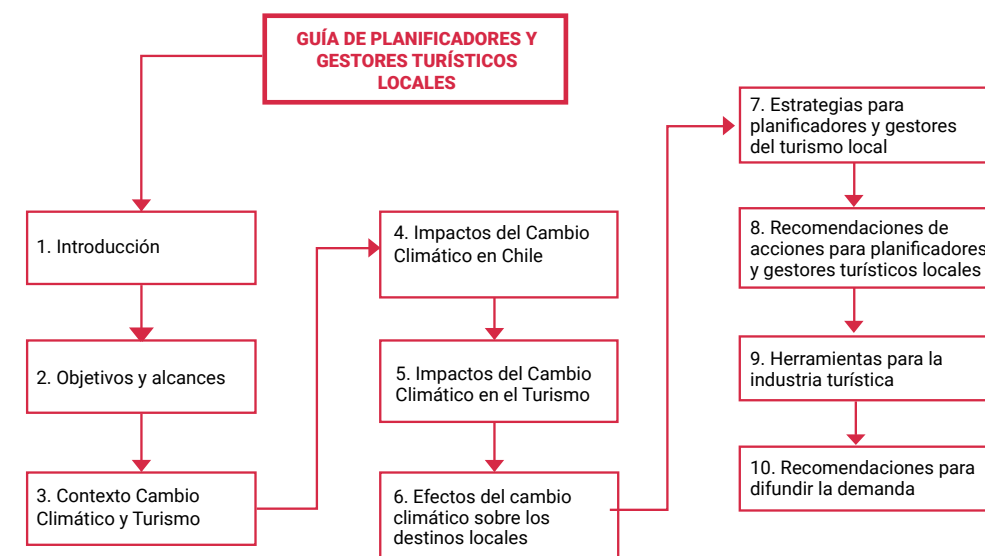 GUÍA DE PLANIFICADORES Y
GESTORES TURÍSTICOS
LOCALES
1. Introducción
2. Objetivos y alcances
3. Contexto Cambio
Climático y Turismo
4. Impactos del Cambio
Climático en Chile
5. Impactos del Cambio
Climático en el Turismo
6. Efectos del cambio
climático sobre los
destinos locales
7. Estrategias para
planificadores y gestores
del turismo local
8. Recomendaciones de
acciones para planificadores
y gestores turísticos locales
9. Herramientas para la
industria turística
10. Recomendaciones para
difundir la demanda